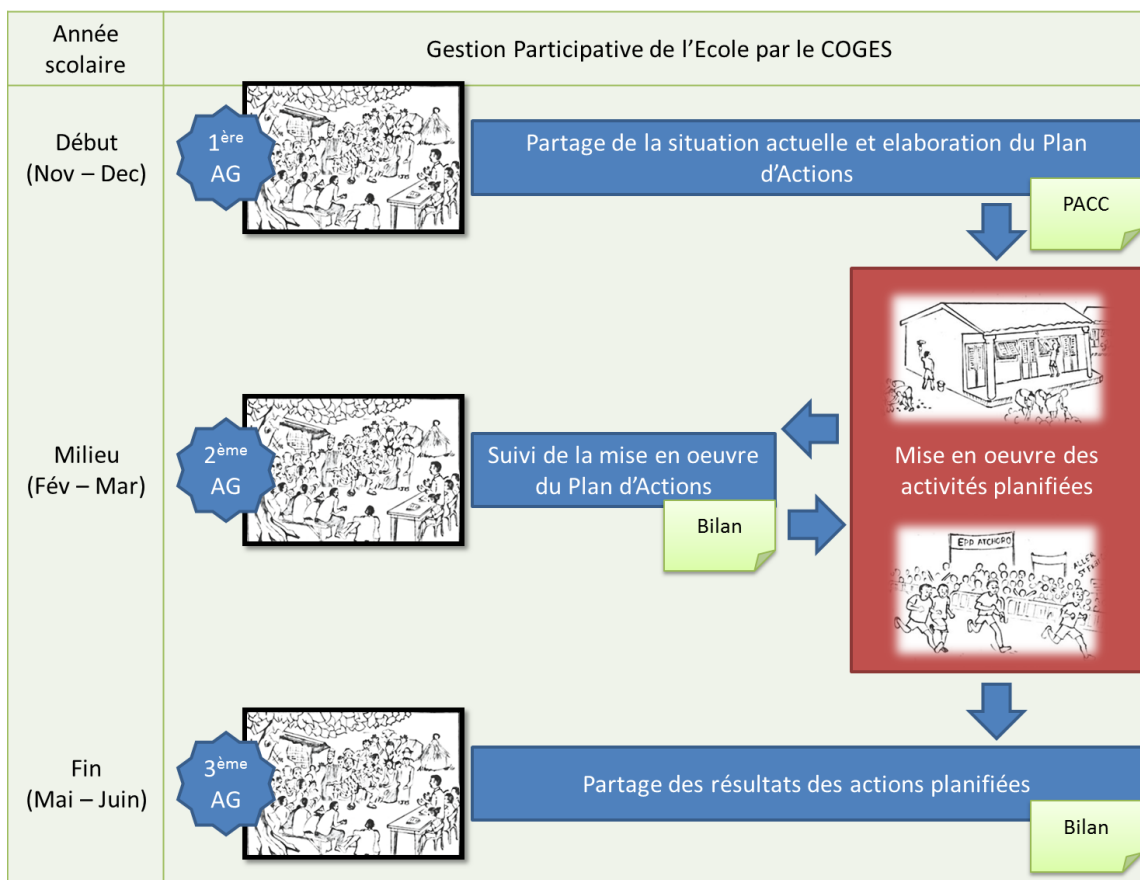 Année
scolaire
Gestion Participative de l’Ecole par le COGES
Début
(Nov – Dec)
1ère
AG
Partage de la situation actuelle et elaboration du Plan
d’Actions
PACC
Milieu
(Fév – Mar)
2ème
AG
Suivi de la mise en oeuvre
du Plan d’Actions
Bilan
Mise en oeuvre des
activités planifiées
EPP ATCHORO
ALLER
Fin
(Mai – Juin)
3ème
AG
Partage des résultats des actions planifiées
Bilan